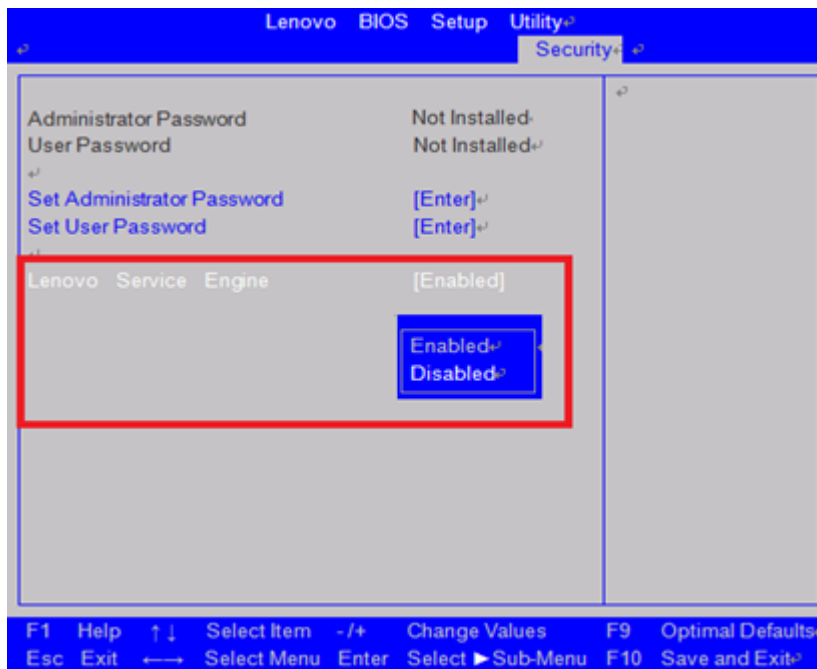 Lenovo BIOS Setup Utility
Security
Administrator Password Not Installed
User Password Not Installed
Set Administrator Password [Enter]
Set User Password [Enter]
Lenovo Service Engine [Enabled]
Enabled
Disabled
F1 Help ↑↓ Select Item -/+ Change Values F9 Optimal Defaults
Esc Exit ←→ Select Menu Enter Select ►Sub-Menu F10 Save and Exit